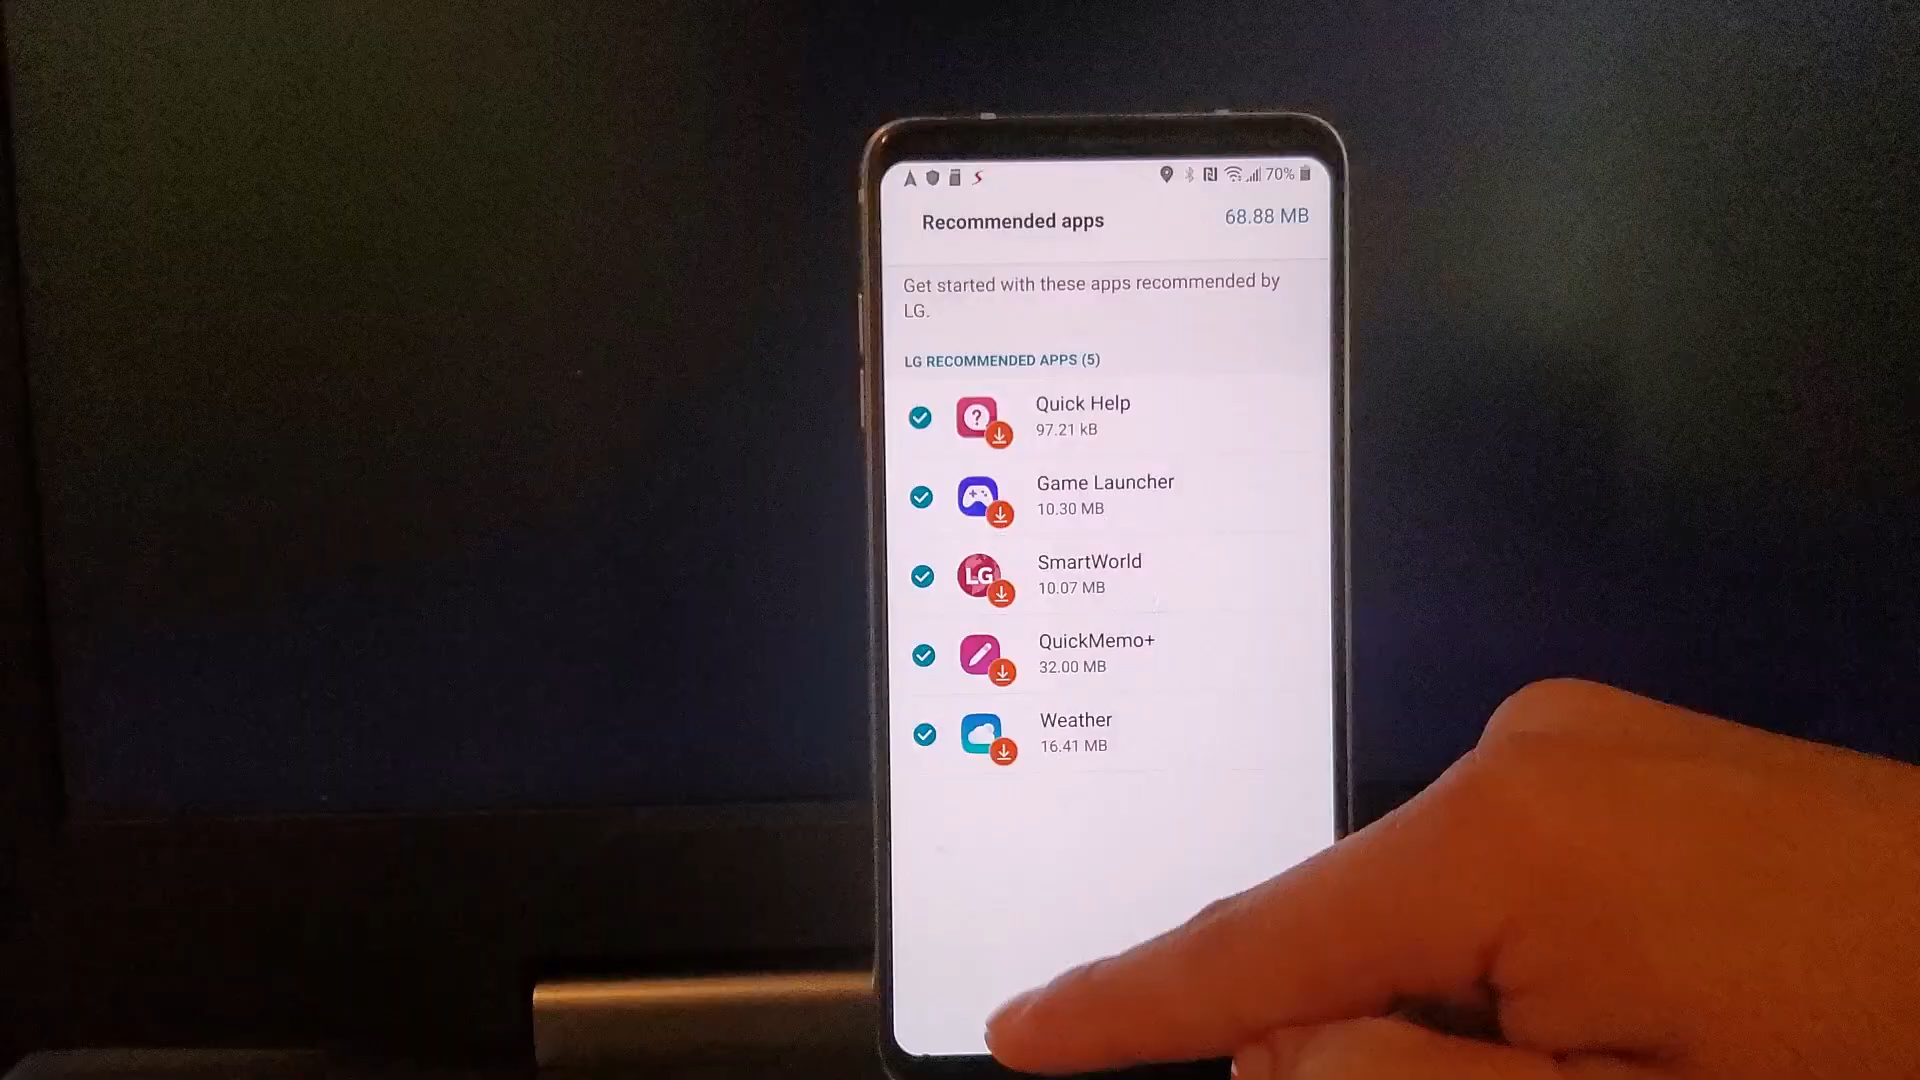 70%
Recommended apps
68.88 MB
Get started with these apps recommended by
LG.
LG RECOMMENDED APPS (5)
Quick Help
97.21 kB
Game Launcher
10.30 MB
LG
SmartWorld
10.07 MB
QuickMemo+
32.00 MB
Weather
16.41 MB